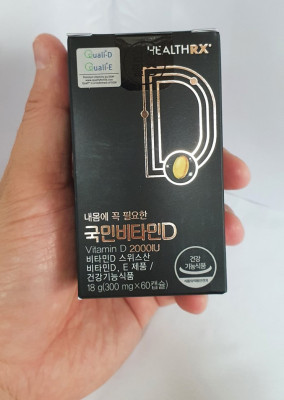 Quali®-D
Quali®-E
HEALTHRX®
D
내몸에 꼭 필요한
국민비타민D
Vitamin D 2000IU
비타민D 스위스산
비타민D, E 제품 /
건강기능식품
18 g(300 mg×60캡슐)
건강
기능식품